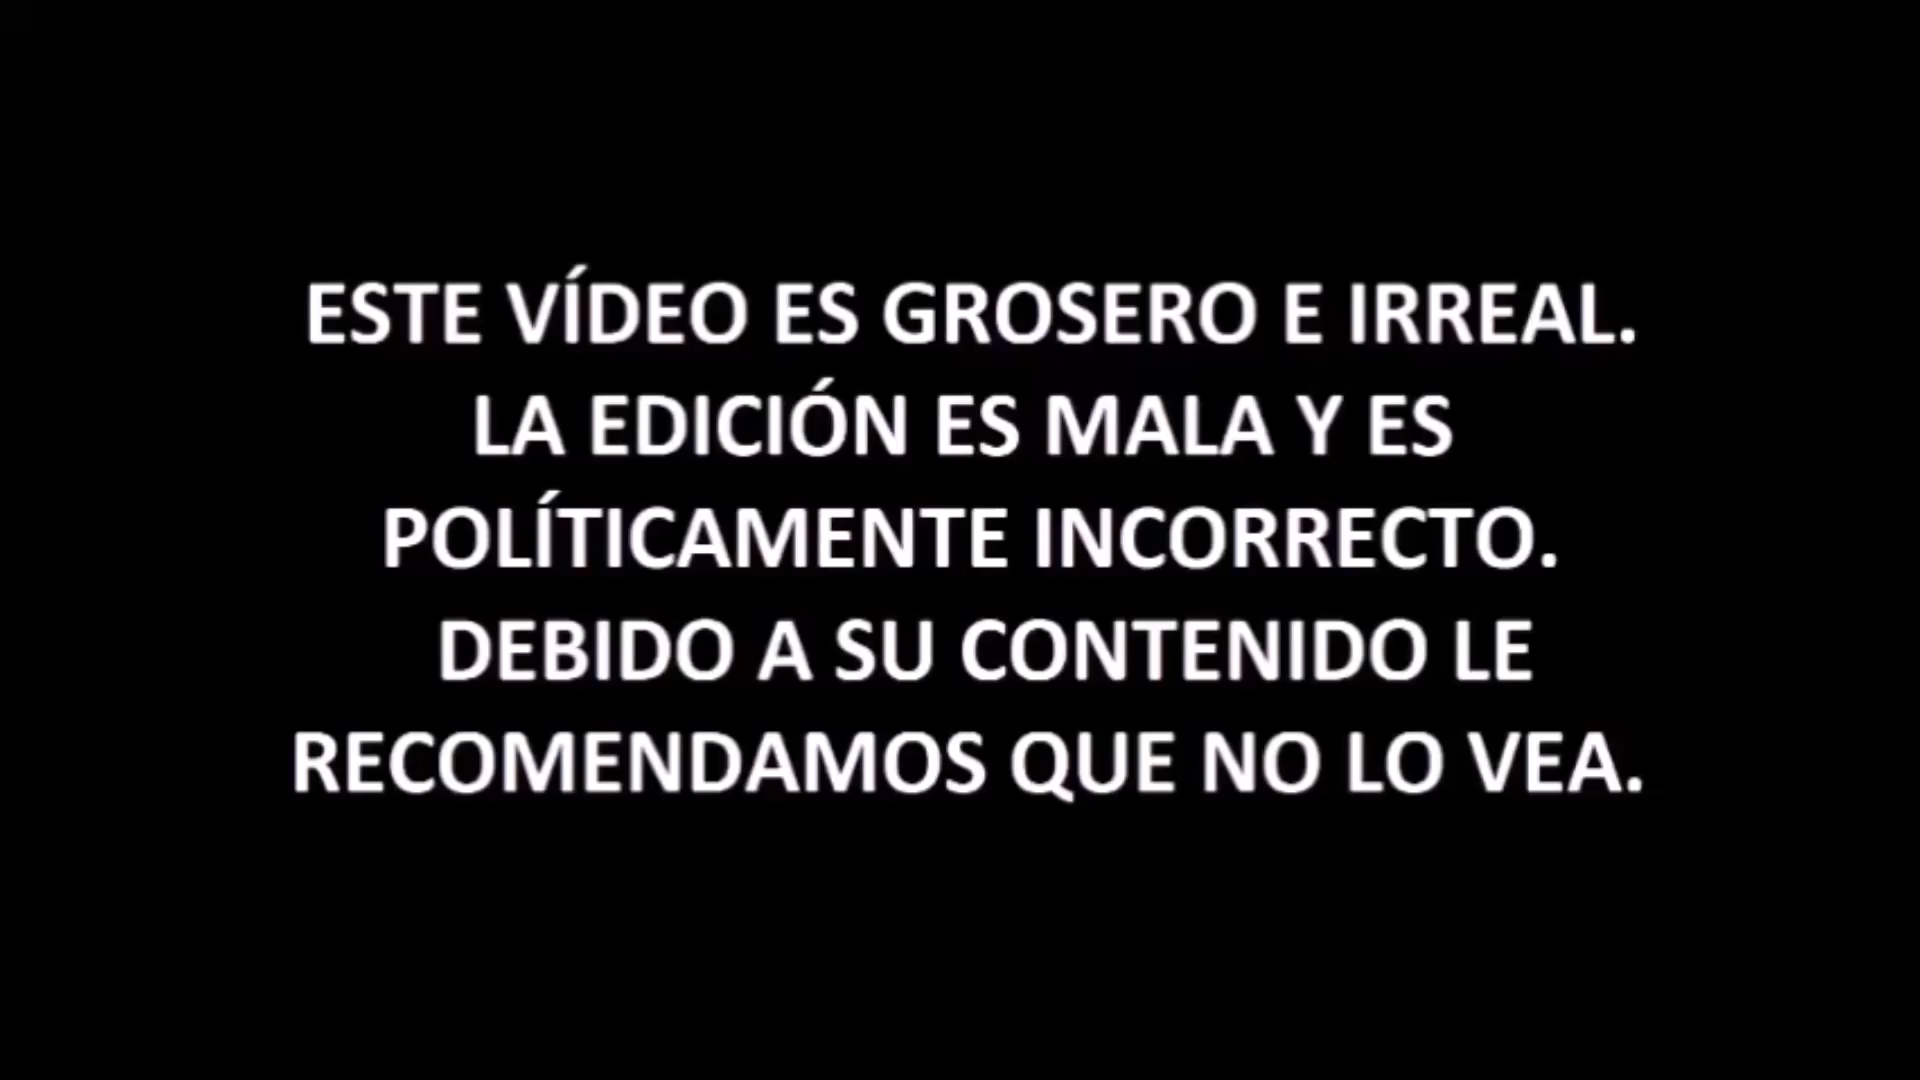 ESTE VÍDEO ES GROSERO E IRREAL.
LA EDICIÓN ES MALA Y ES
POLÍTICAMENTE INCORRECTO.
DEBIDO A SU CONTENIDO LE
RECOMENDAMOS QUE NO LO VEA.